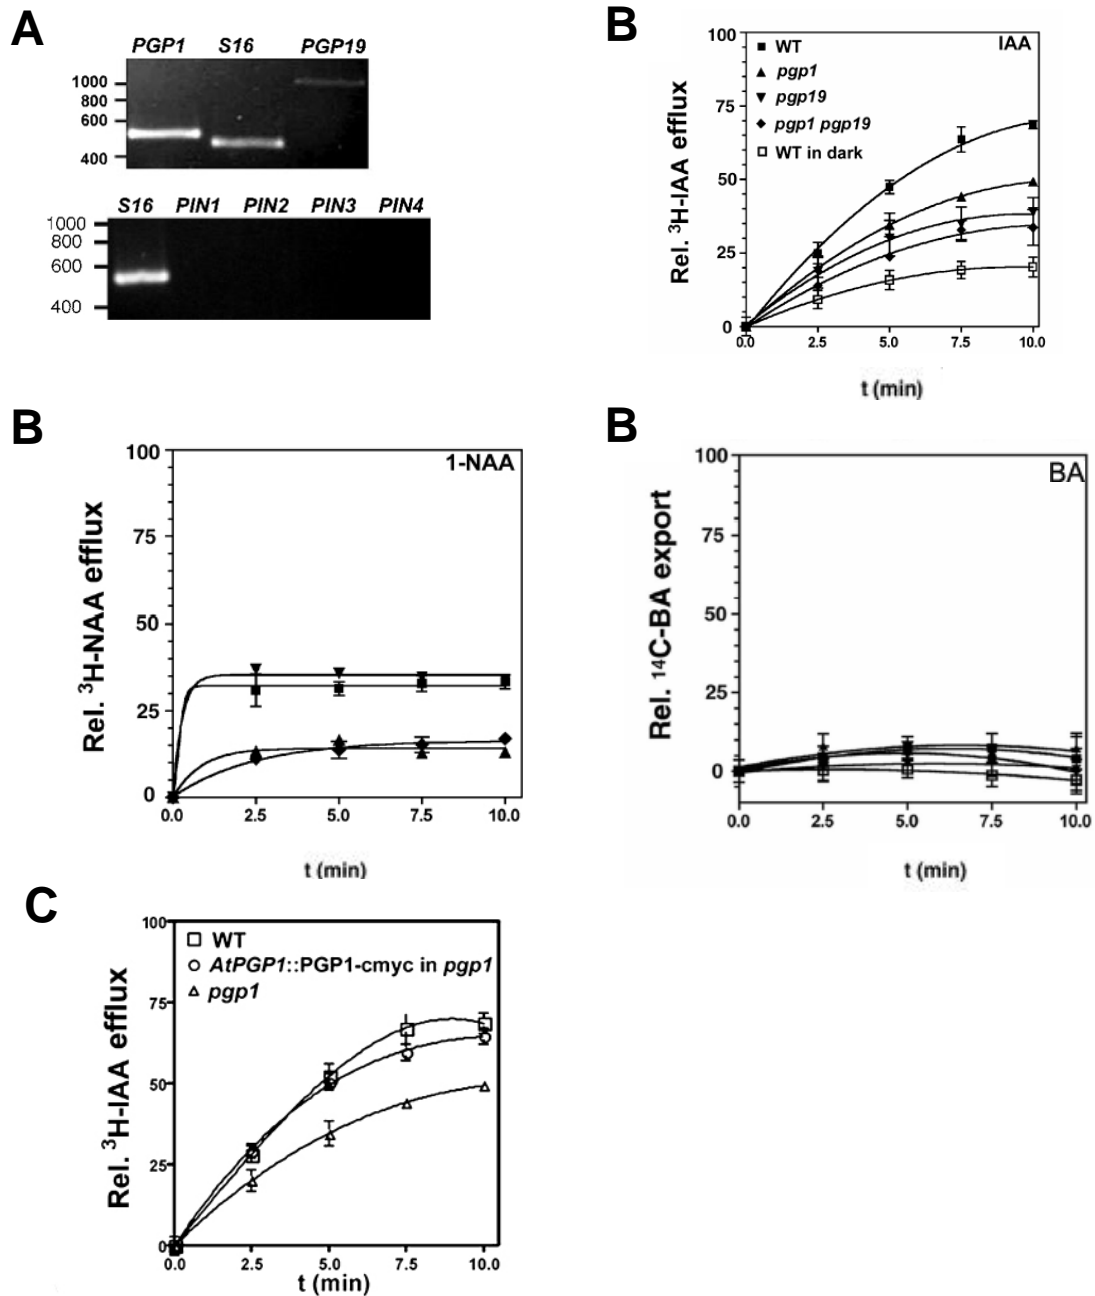 A
PGP1 S16 PGP19
1000
800
600
400
S16 PIN1 PIN2 PIN3 PIN4
1000
800
600
400
B
IAA
WT
pgp1
pgp19
pgp1 pgp19
WT in dark
Rel. ³H-IAA efflux
100
75
50
25
0
0.0 2.5 5.0 7.5 10.0
t (min)
B
1-NAA
Rel. ³H-NAA efflux
100
75
50
25
0
0.0 2.5 5.0 7.5 10.0
t (min)
B
BA
Rel. ¹⁴C-BA export
100
75
50
25
0
0.0 2.5 5.0 7.5 10.0
t (min)
C
WT
AtPGP1::PGP1-cmyc in pgp1
pgp1
Rel. ³H-IAA efflux
100
75
50
25
0
0.0 2.5 5.0 7.5 10.0
t (min)